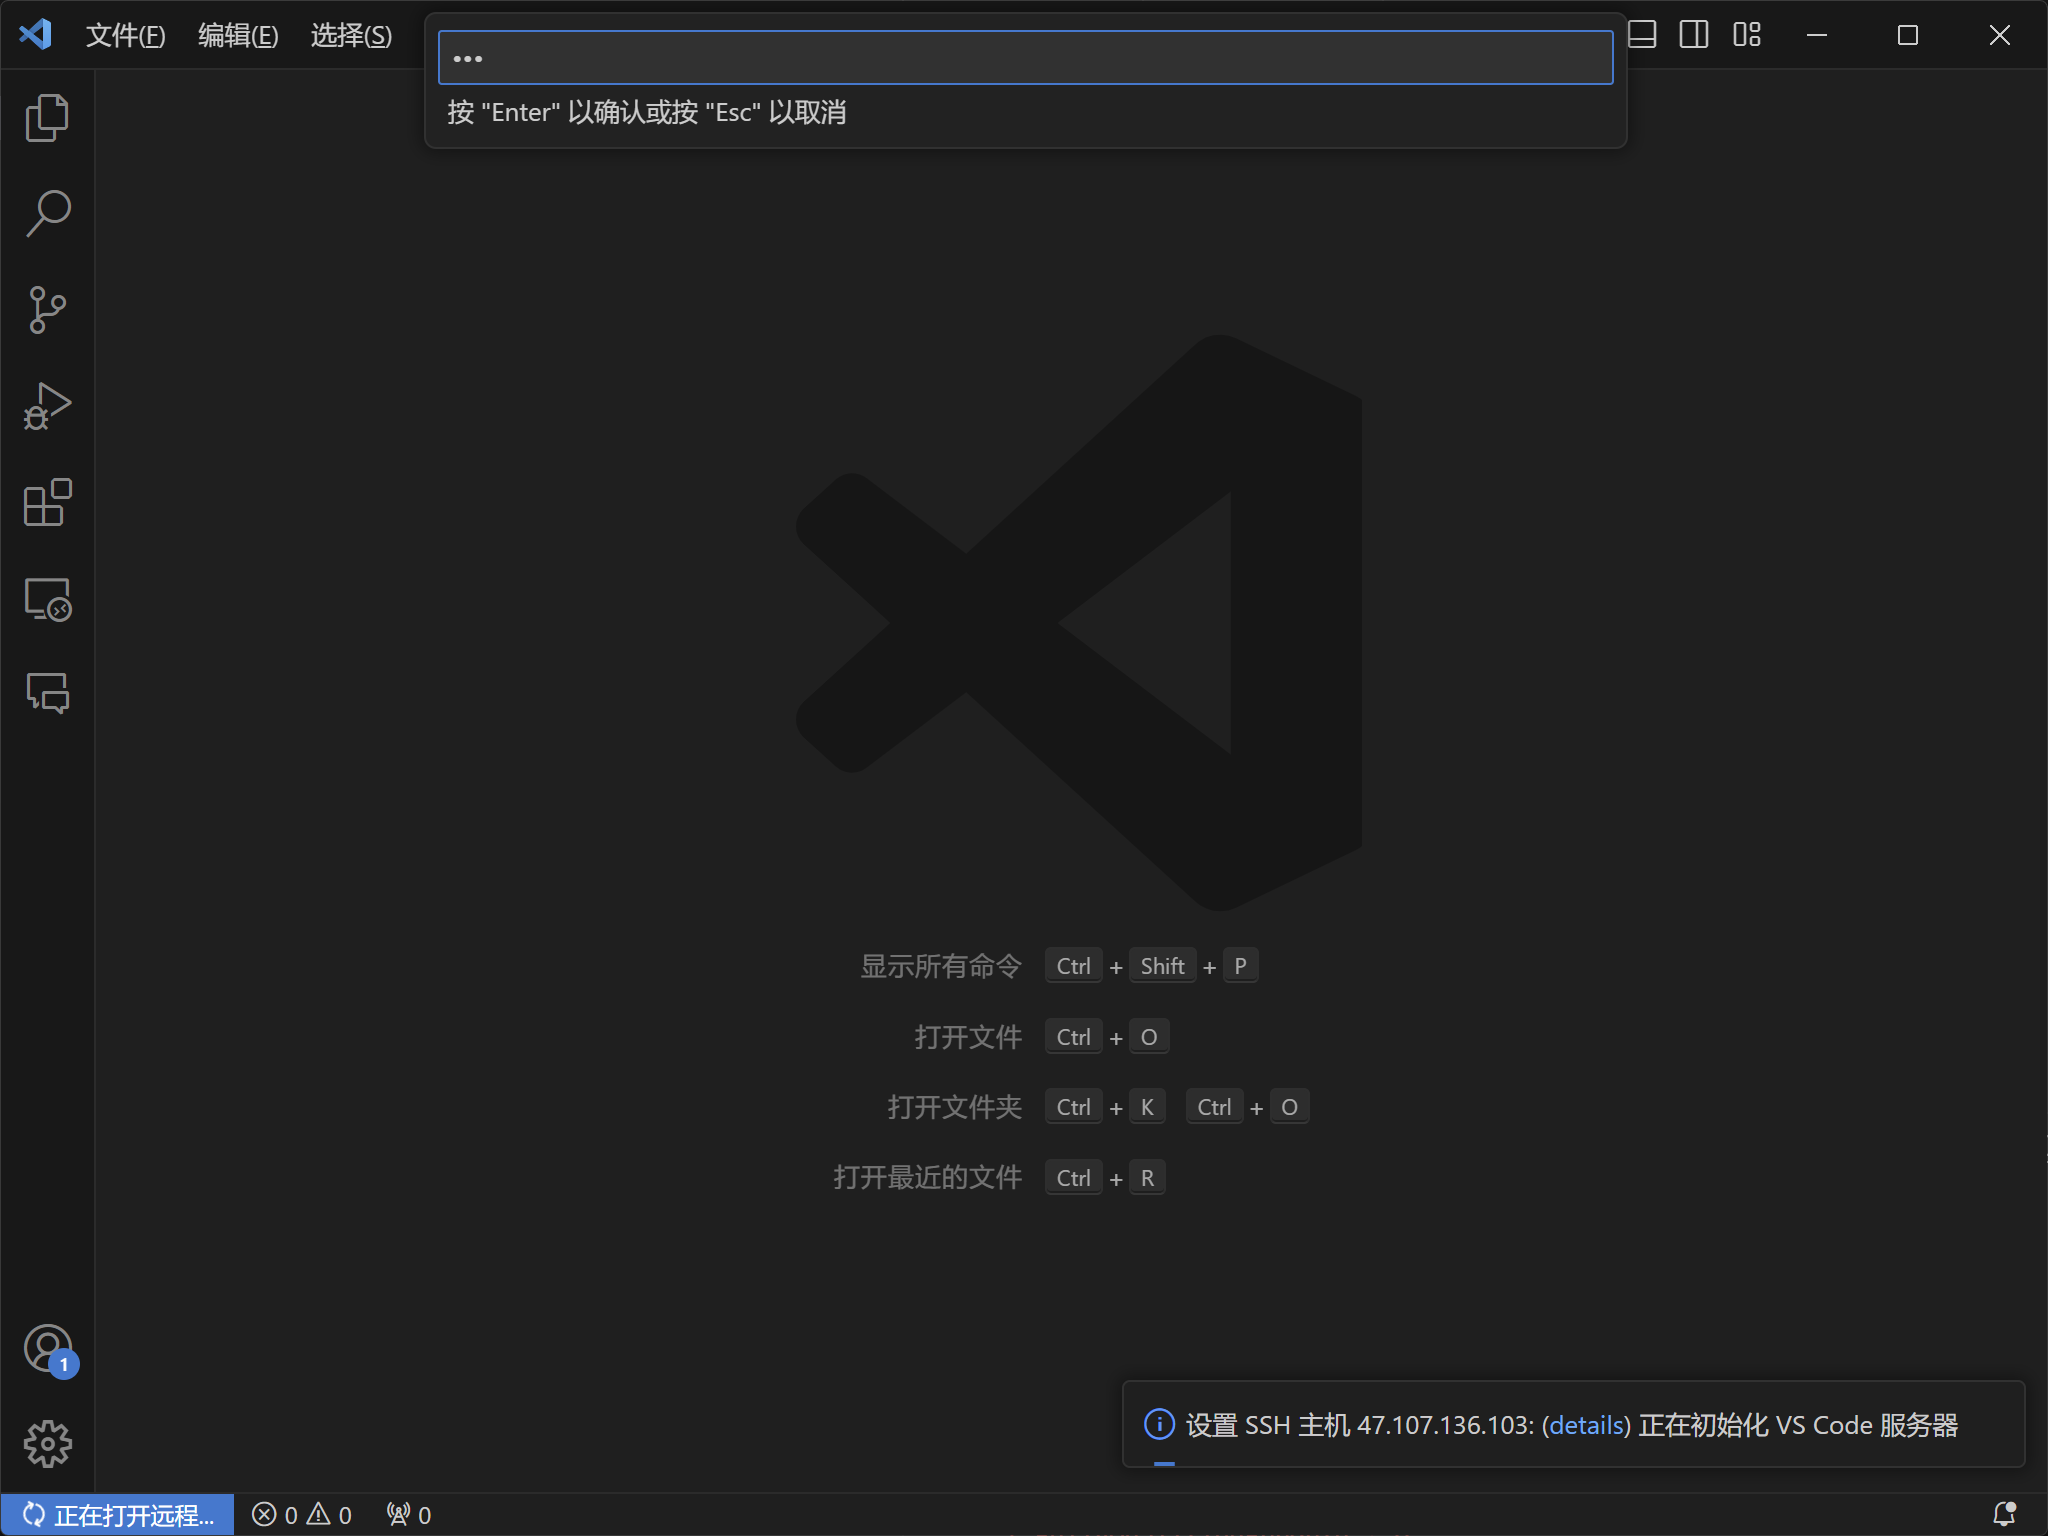 文件(F) 编辑(E) 选择(S)
•••
按 "Enter" 以确认或按 "Esc" 以取消
显示所有命令 Ctrl + Shift + P
打开文件 Ctrl + O
打开文件夹 Ctrl + K Ctrl + O
打开最近的文件 Ctrl + R
1
设置 SSH 主机 47.107.136.103: (details) 正在初始化 VS Code 服务器
正在打开远程... 0 0 0